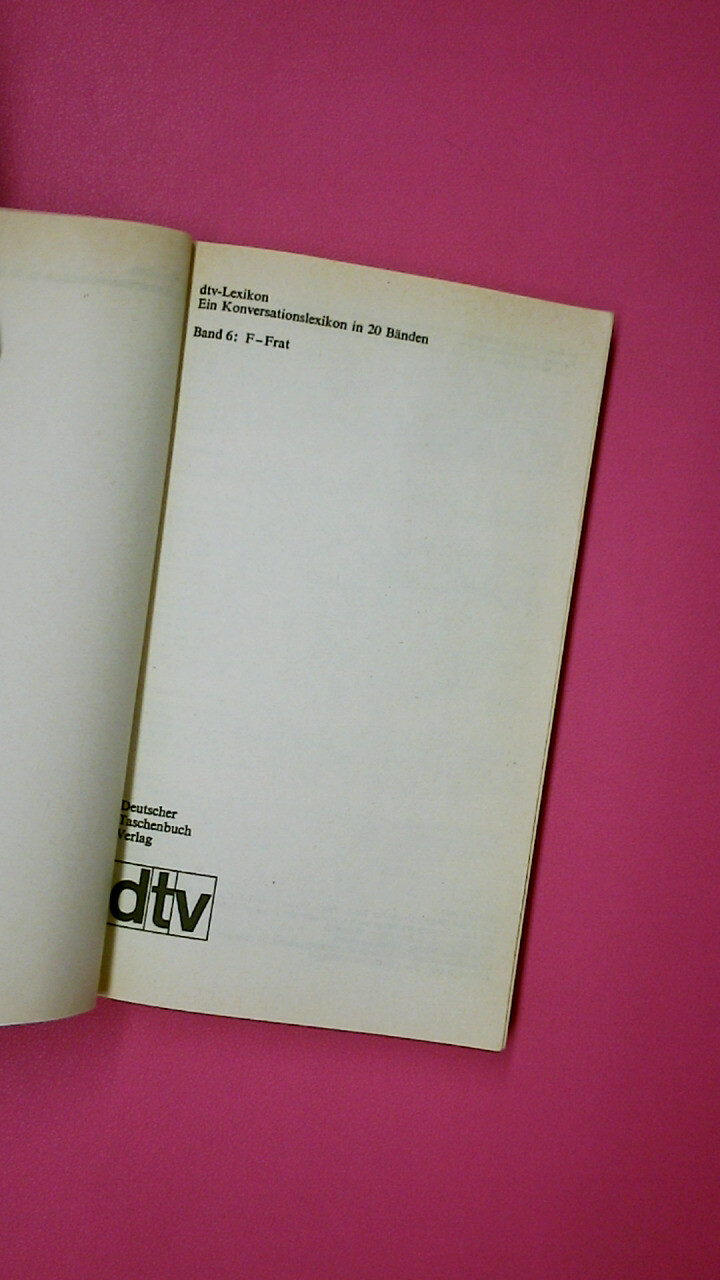 dtv-Lexikon
Ein Konversationslexikon in 20 Bänden
Band 6: F–Frat
Deutscher
Taschenbuch
Verlag
dtv